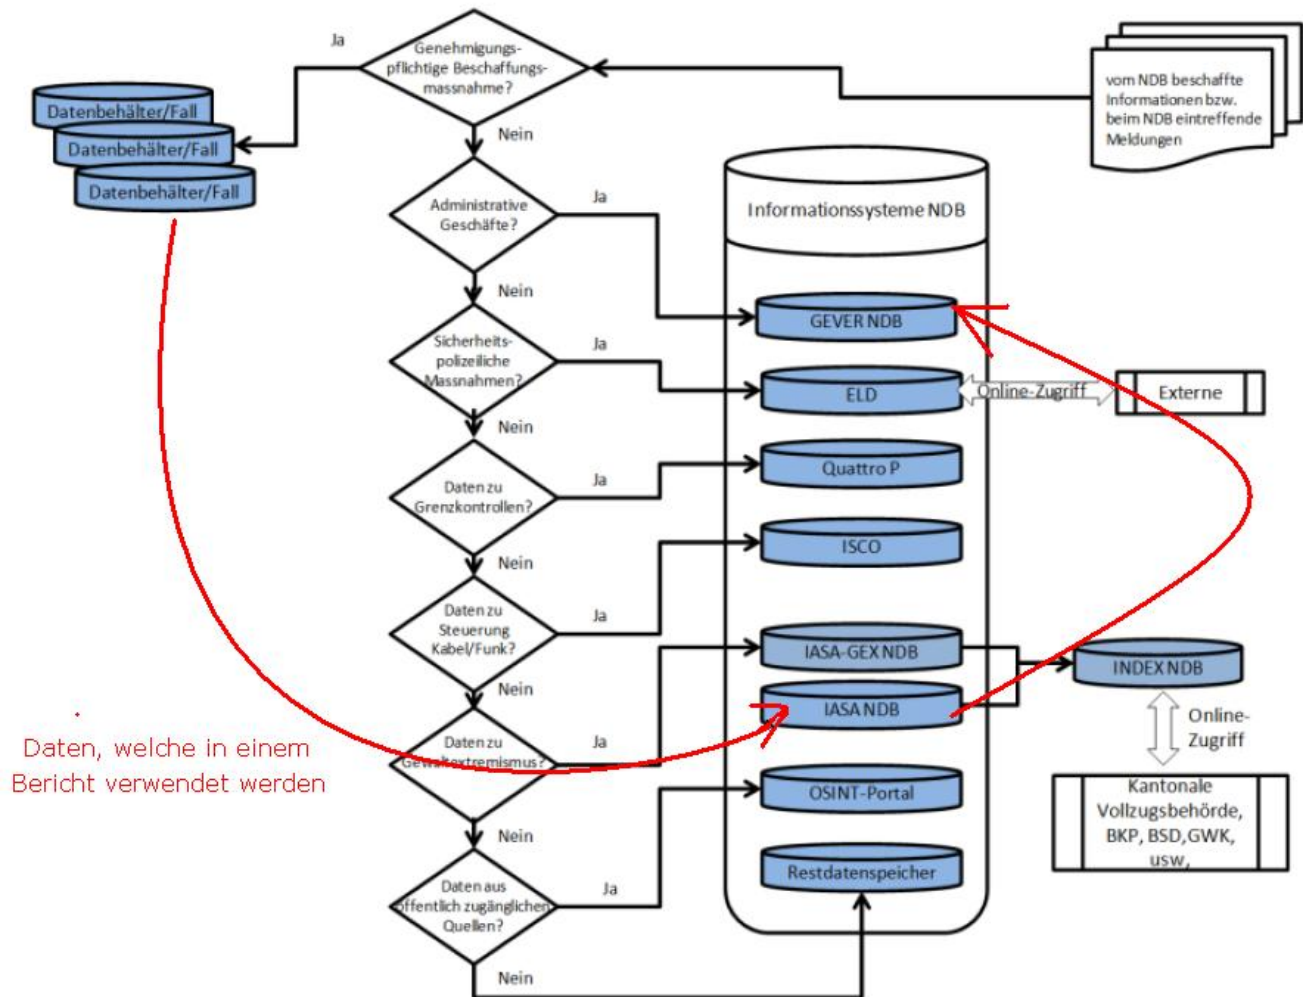 Ja
Genehmigungs-
pflichtige Beschaffungs-
massnahme?
vom NDB beschaffte
Informationen bzw.
beim NDB eintreffende
Meldungen
Datenbehälter/Fall
Datenbehälter/Fall
Datenbehälter/Fall
Nein
Administrative
Geschäfte?
Ja
Informationssysteme NDB
Nein
GEVER NDB
Sicherheits-
polizeiliche
Massnahmen?
Ja
ELD
Online-Zugriff
Externe
Nein
Daten zu
Grenzkontrollen?
Ja
Quattro P
Nein
ISCO
Daten zu
Steuerung
Kabel/Funk?
Ja
IASA-GEX NDB
INDEX NDB
Nein
IASA NDB
Online-
Zugriff
Daten, welche in einem
Bericht verwendet werden
Daten zu
Gewaltextremismus?
Ja
OSINT-Portal
Kantonale
Vollzugsbehörde,
BKP, BSD,GWK,
usw,
Nein
Restdatenspeicher
Daten aus
öffentlich zugänglichen
Quellen?
Ja
Nein